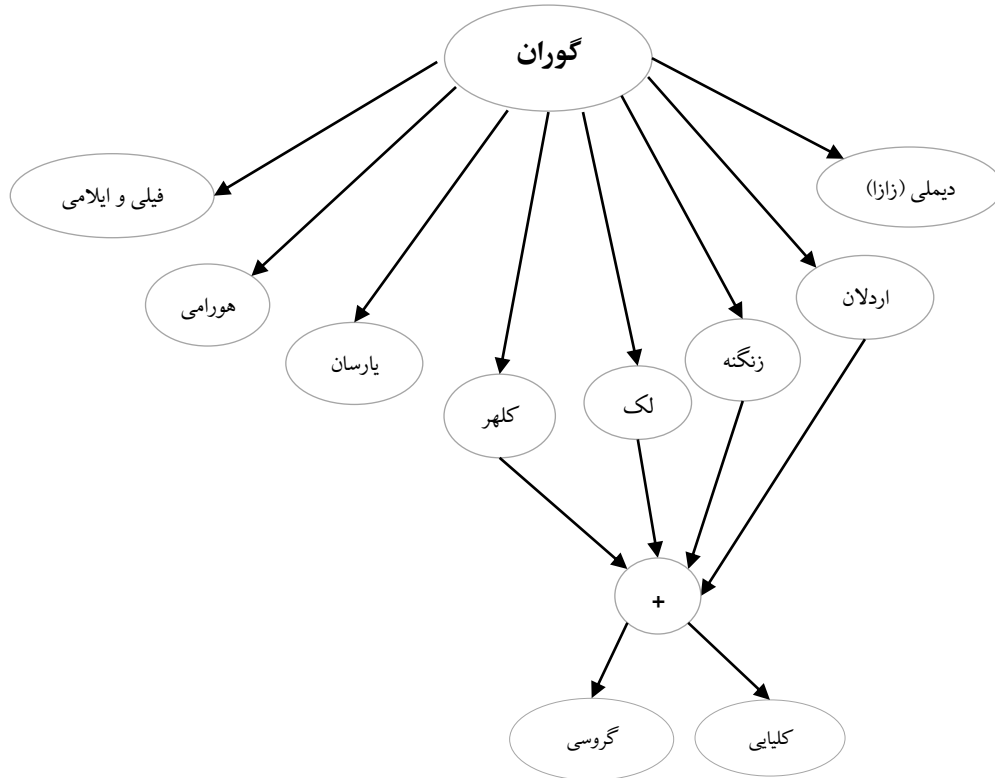 گوران
دیملی (زازا)
فیلی و ایلامی
اردلان
هورامی
زنگنه
یارسان
لک
کلهر
+
کلیایی
گروسی